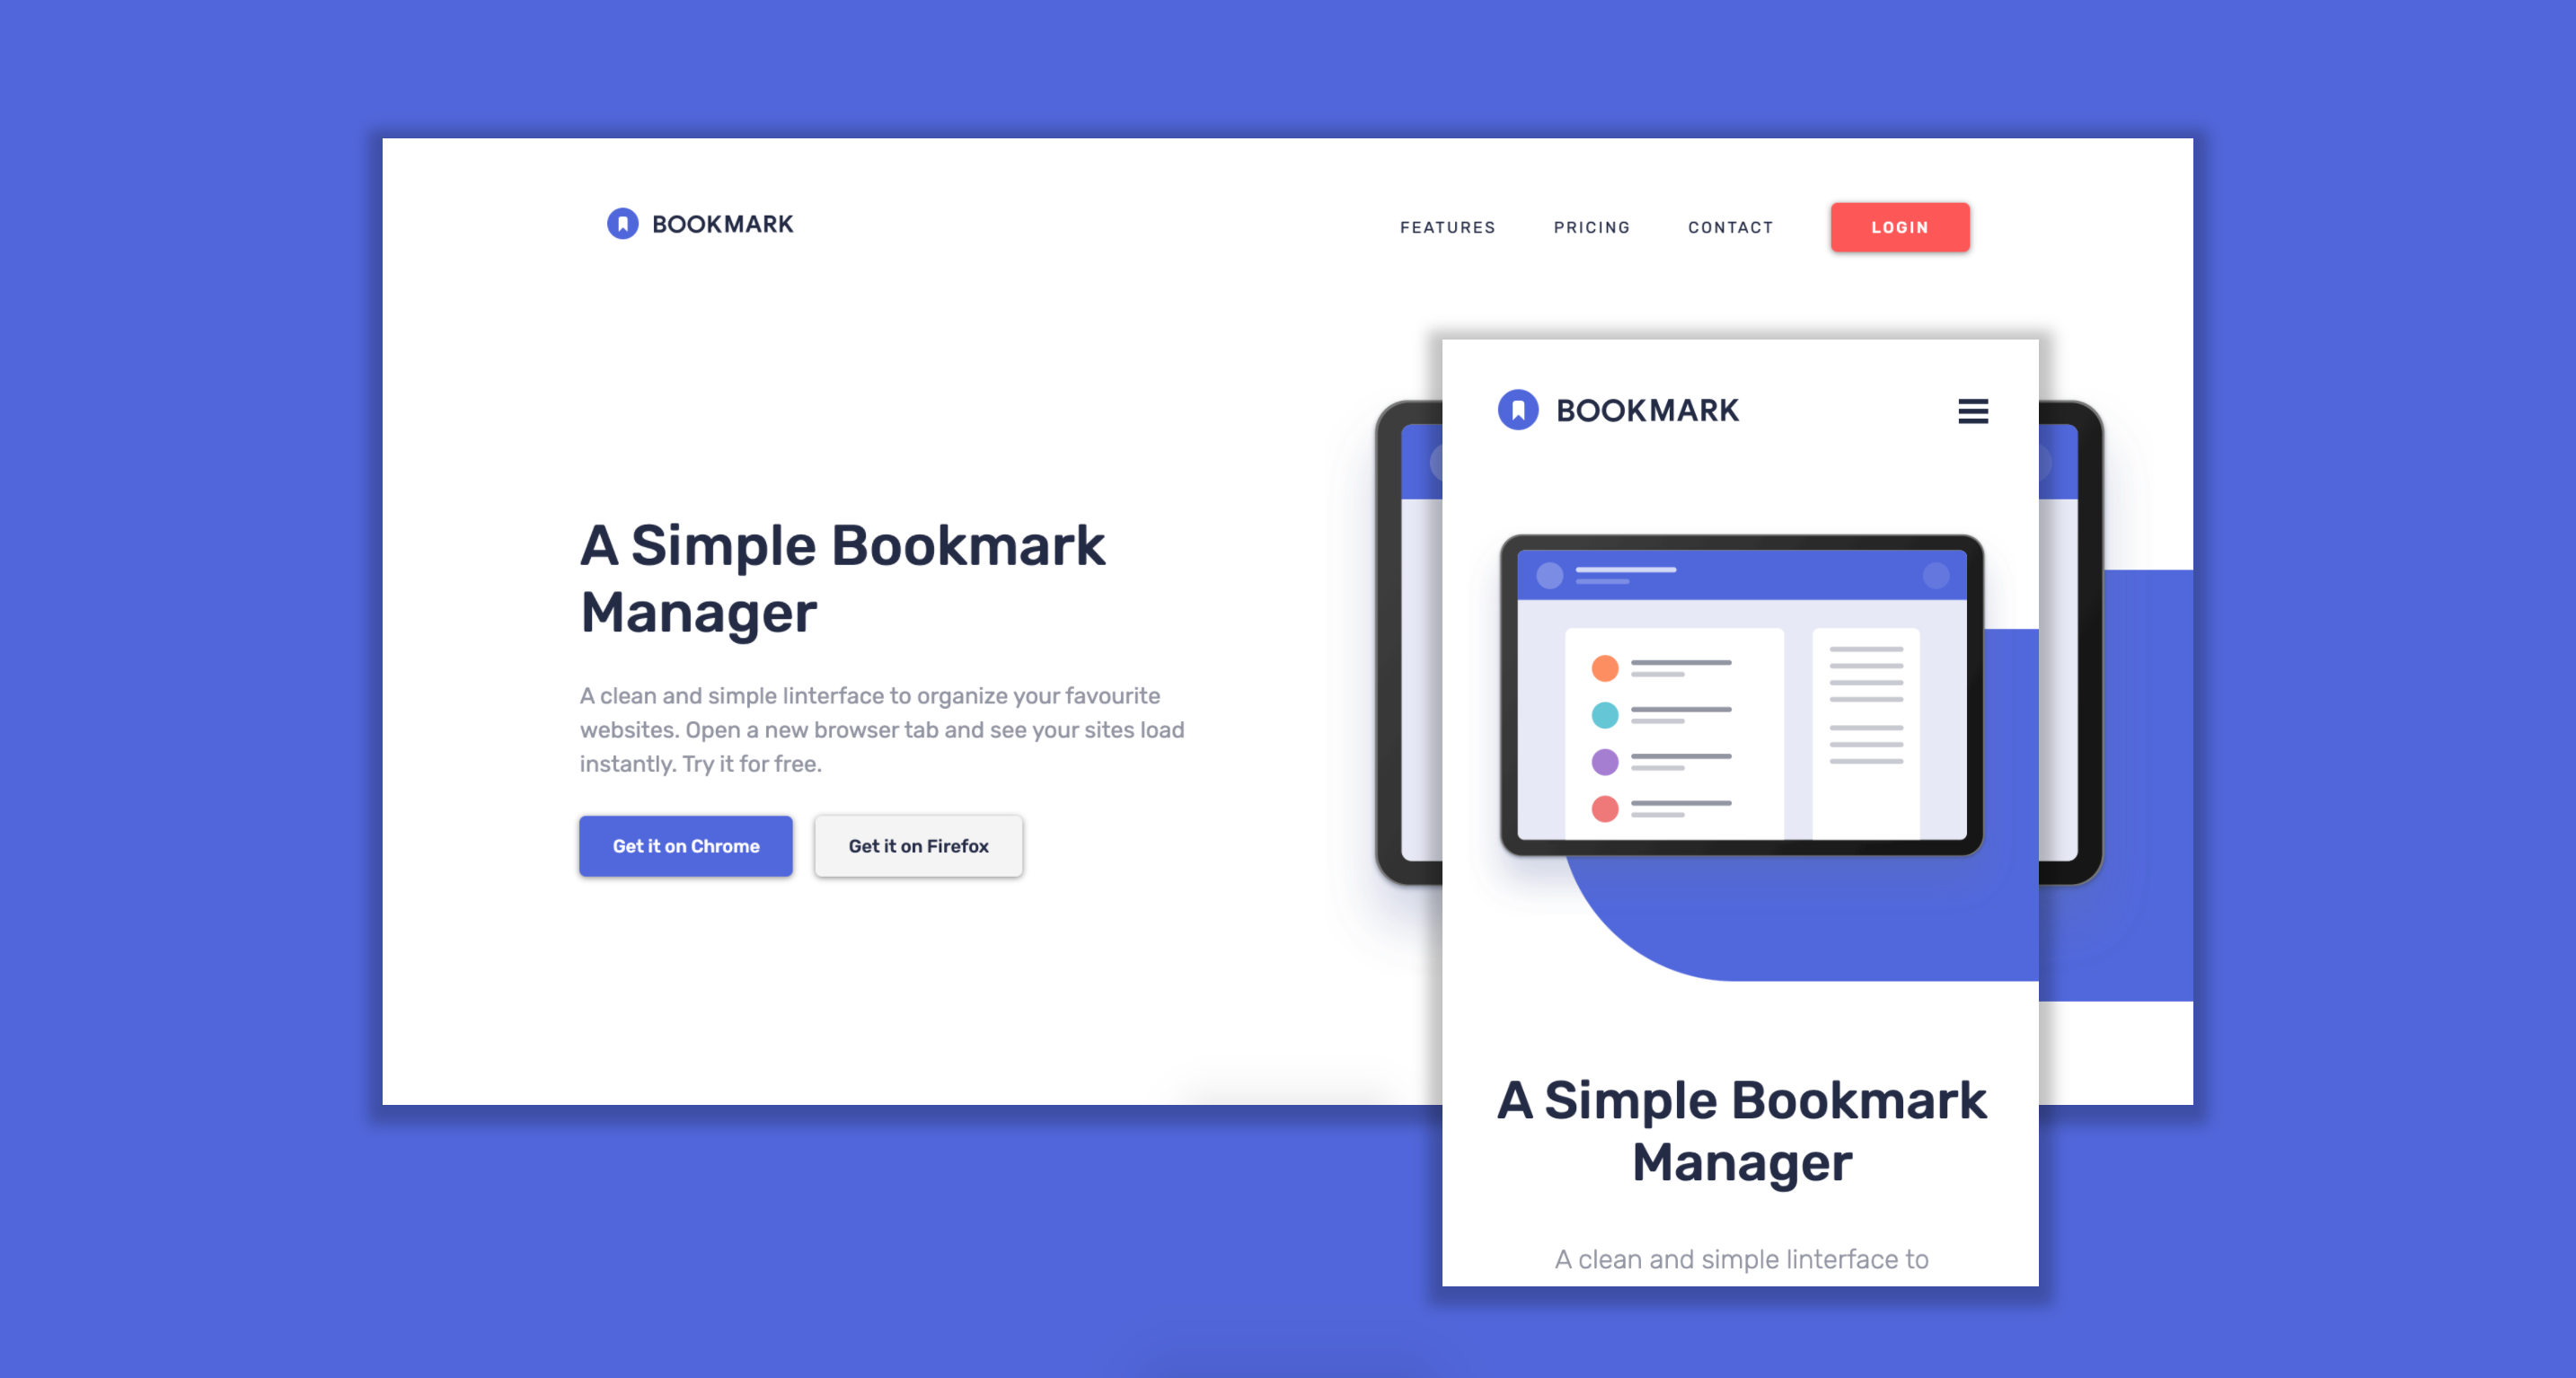 BOOKMARK
FEATURES PRICING CONTACT LOGIN
A Simple Bookmark
Manager
A clean and simple linterface to organize your favourite
websites. Open a new browser tab and see your sites load
instantly. Try it for free.
Get it on Chrome
Get it on Firefox
BOOKMARK
A Simple Bookmark
Manager
A clean and simple linterface to